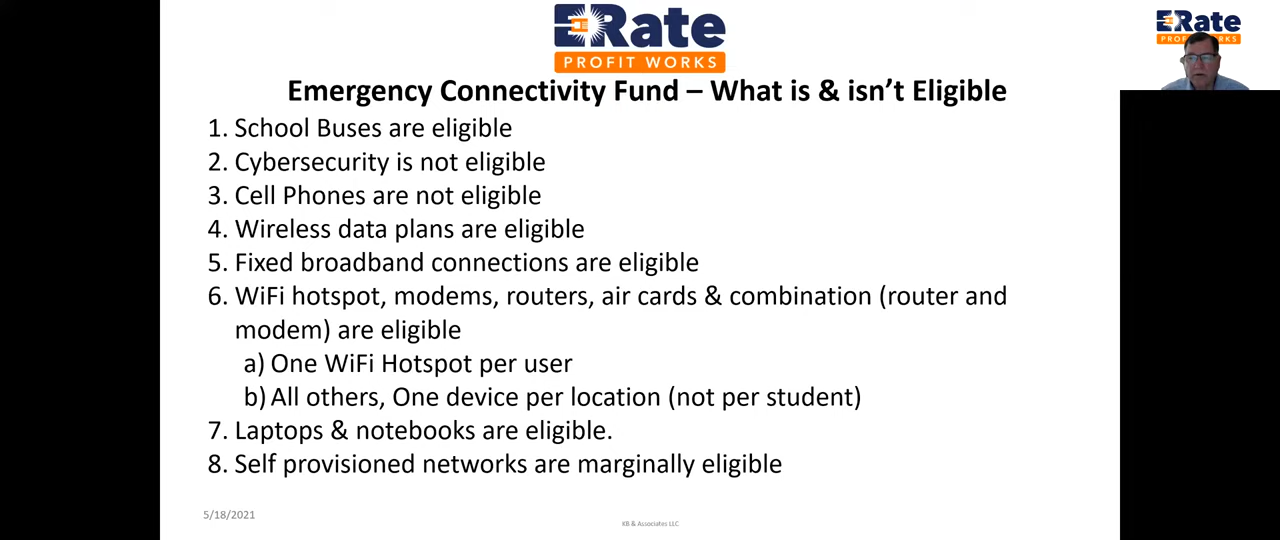 ERate
PROFIT WORKS
ERate
Emergency Connectivity Fund – What is & isn't Eligible
1. School Buses are eligible
2. Cybersecurity is not eligible
3. Cell Phones are not eligible
4. Wireless data plans are eligible
5. Fixed broadband connections are eligible
6. WiFi hotspot, modems, routers, air cards & combination (router and
modem) are eligible
a) One WiFi Hotspot per user
b) All others, One device per location (not per student)
7. Laptops & notebooks are eligible.
8. Self provisioned networks are marginally eligible
5/18/2021
KB & Associates LLC